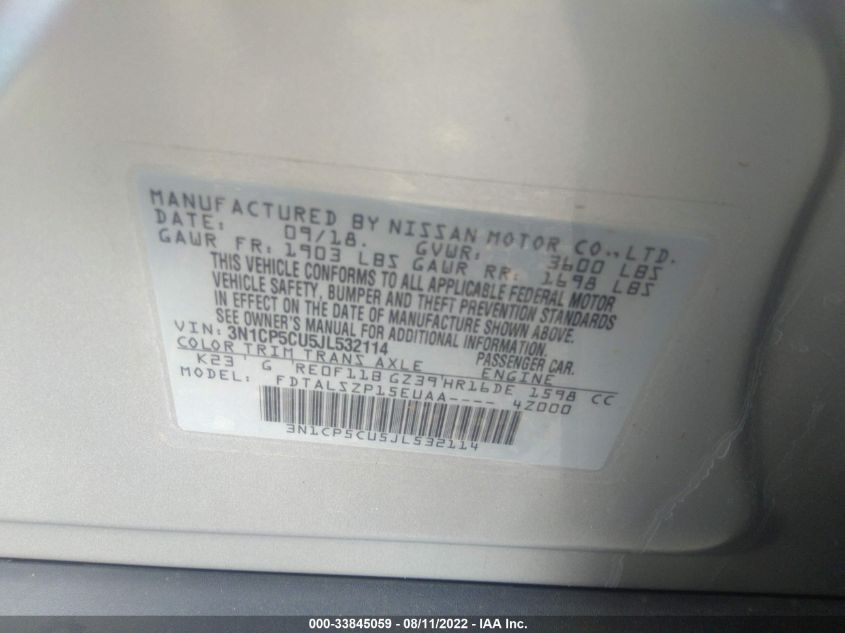 MANUFACTURED BY NISSAN MOTOR CO., LTD.
DATE: 09/18. GVWR: 3600 LBS
GAWR FR: 1903 LBS GAWR RR: 1698 LBS
THIS VEHICLE CONFORMS TO ALL APPLICABLE FEDERAL MOTOR
VEHICLE SAFETY, BUMPER AND THEFT PREVENTION STANDARDS
IN EFFECT ON THE DATE OF MANUFACTURE SHOWN ABOVE.
SEE OWNER'S MANUAL FOR ADDITIONAL INFORMATION.
VIN: 3N1CP5CU5JL532114 PASSENGER CAR.
COLOR TRIM TRANS AXLE ENGINE
K23 G RE0F11B GZ39 HR16DE 1598 CC
MODEL: FDTALSZP15EUAA---- 4Z000
3N1CP5CU5JL532114
000-33845059 - 08/11/2022 - IAA Inc.